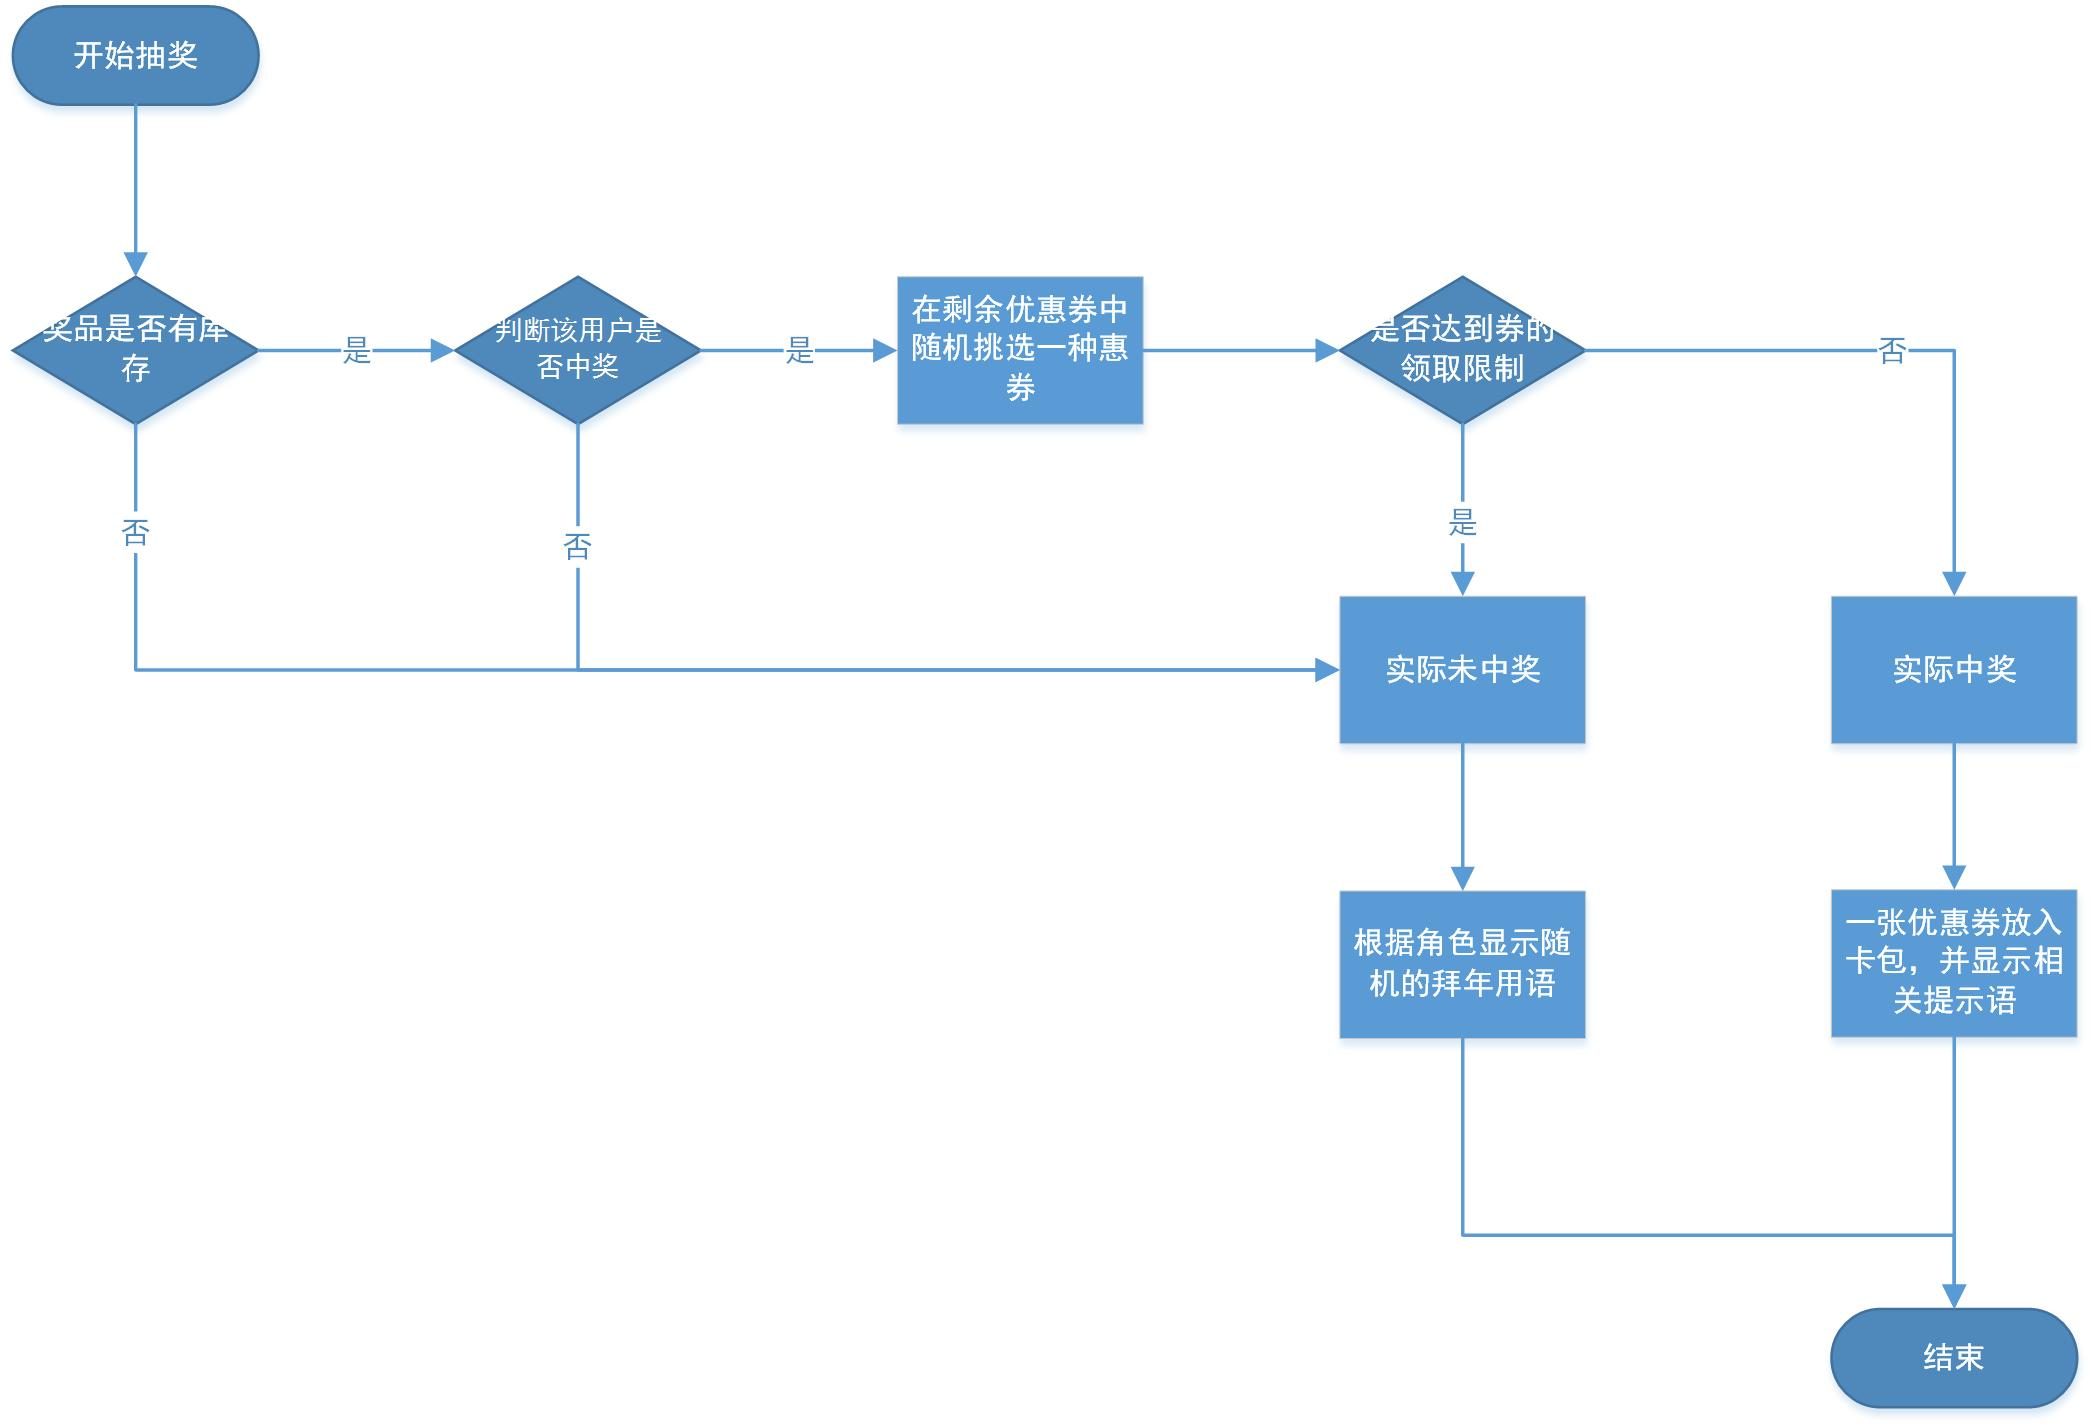 开始抽奖
奖品是否有库
存
是
判断该用户是
否中奖
是
在剩余优惠券中
随机挑选一种惠
券
是否达到券的
领取限制
否
否
否
是
实际未中奖
实际中奖
根据角色显示随
机的拜年用语
一张优惠券放入
卡包，并显示相
关提示语
结束